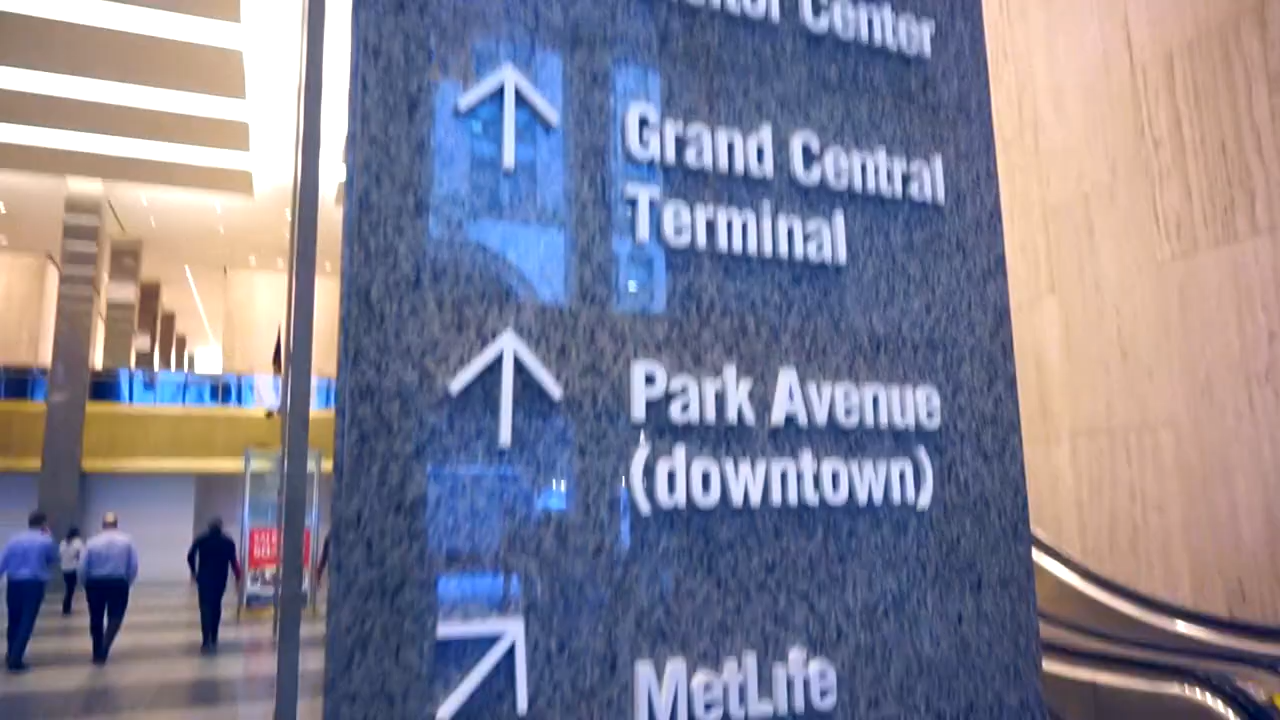 Center
Grand Central
Terminal
Park Avenue
(downtown)
MetLife